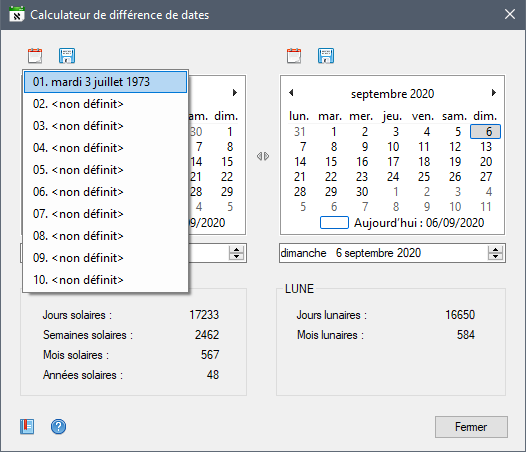 Calculateur de différence de dates
01. mardi 3 juillet 1973
02. <non définit>
03. <non définit>
04. <non définit>
05. <non définit>
06. <non définit>
07. <non définit>
08. <non définit>
09. <non définit>
10. <non définit>
am. dim.
30 1
7 8
14 15
21 22
28 29
4 5
09/2020
septembre 2020
lun. mar. mer. jeu. ven. sam. dim.
31 1 2 3 4 5 6
7 8 9 10 11 12 13
14 15 16 17 18 19 20
21 22 23 24 25 26 27
28 29 30 1 2 3 4
5 6 7 8 9 10 11
Aujourd'hui : 06/09/2020
dimanche 6 septembre 2020
Jours solaires : 17233
Semaines solaires : 2462
Mois solaires : 567
Années solaires : 48
LUNE
Jours lunaires : 16650
Mois lunaires : 584
Fermer